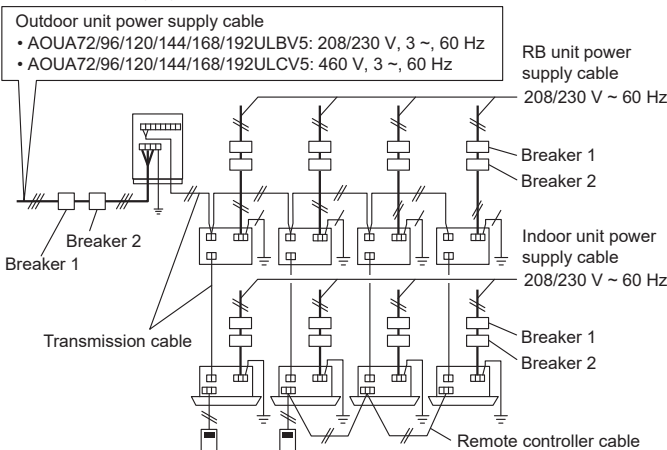 Outdoor unit power supply cable
• AOUA72/96/120/144/168/192ULBV5: 208/230 V, 3 ~, 60 Hz
• AOUA72/96/120/144/168/192ULCV5: 460 V, 3 ~, 60 Hz
RB unit power
supply cable
208/230 V ~ 60 Hz
Breaker 1
Breaker 2
Breaker 2
Breaker 1
Indoor unit power
supply cable
208/230 V ~ 60 Hz
Transmission cable
Breaker 1
Breaker 2
Remote controller cable